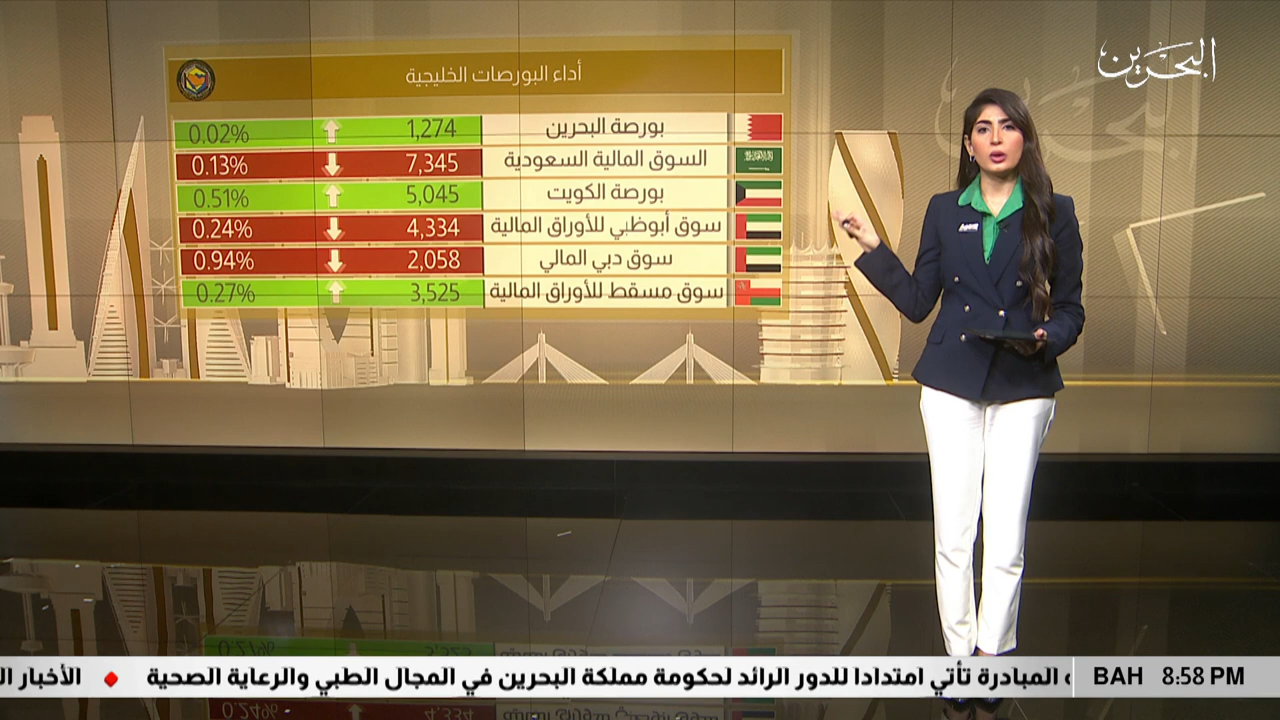 البحرين
أداء البورصات الخليجية
بورصة البحرين 1,274 0.02%
السوق المالية السعودية 7,345 0.13%
بورصة الكويت 5,045 0.51%
سوق أبوظبي للأوراق المالية 4,334 0.24%
سوق دبي المالي 2,058 0.94%
سوق مسقط للأوراق المالية 3,525 0.27%
BAH 8:58 PM
المبادرة تأتي امتدادا للدور الرائد لحكومة مملكة البحرين في المجال الطبي والرعاية الصحية ♦ الأخبار